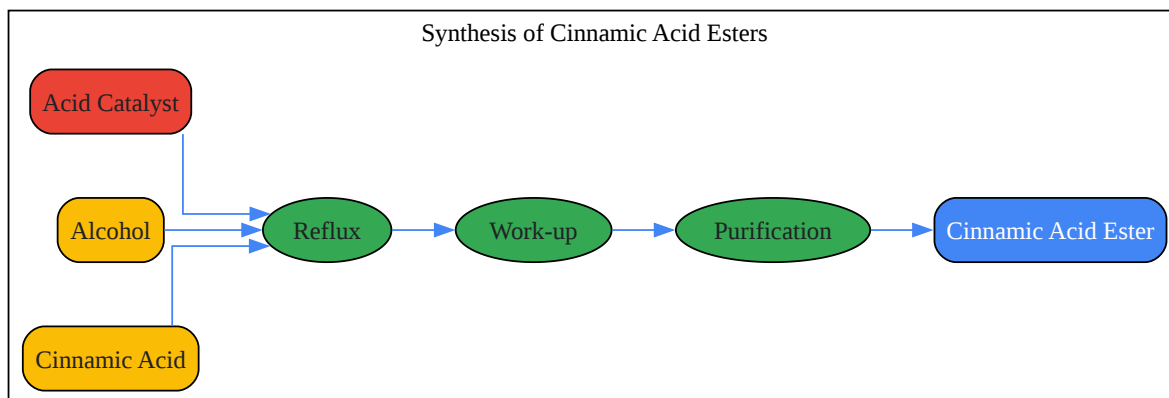 Synthesis of Cinnamic Acid Esters
Acid Catalyst
Alcohol
Reflux
Work-up
Purification
Cinnamic Acid Ester
Cinnamic Acid